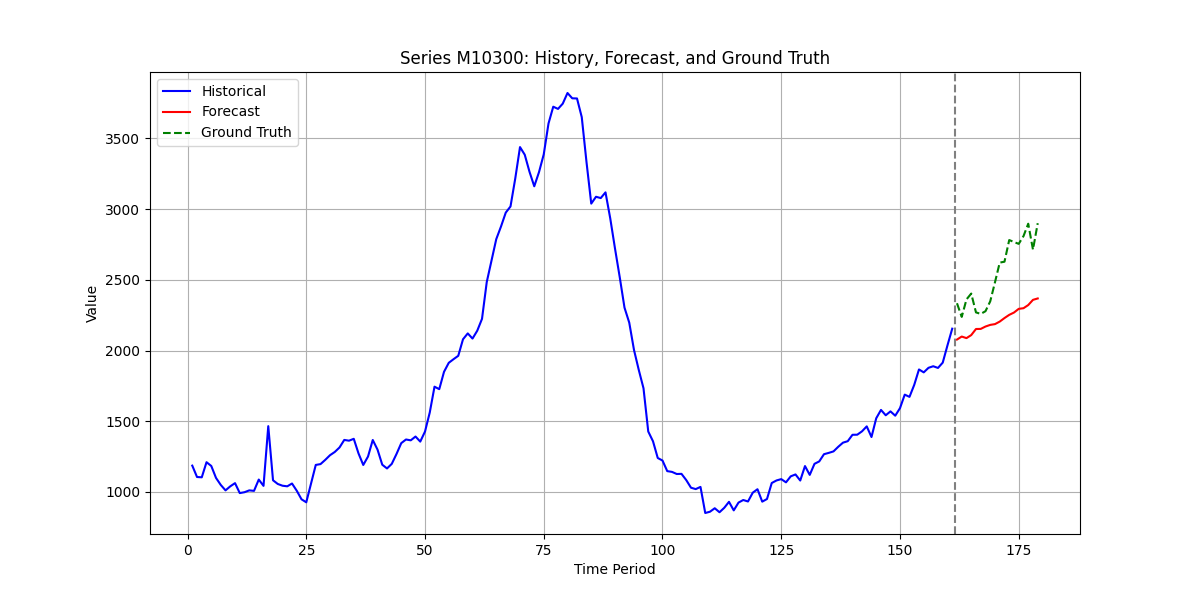 Series M10300: History, Forecast, and Ground Truth
Historical
Forecast
Ground Truth
Value
3500
3000
2500
2000
1500
1000
0
25
50
75
100
125
150
175
Time Period